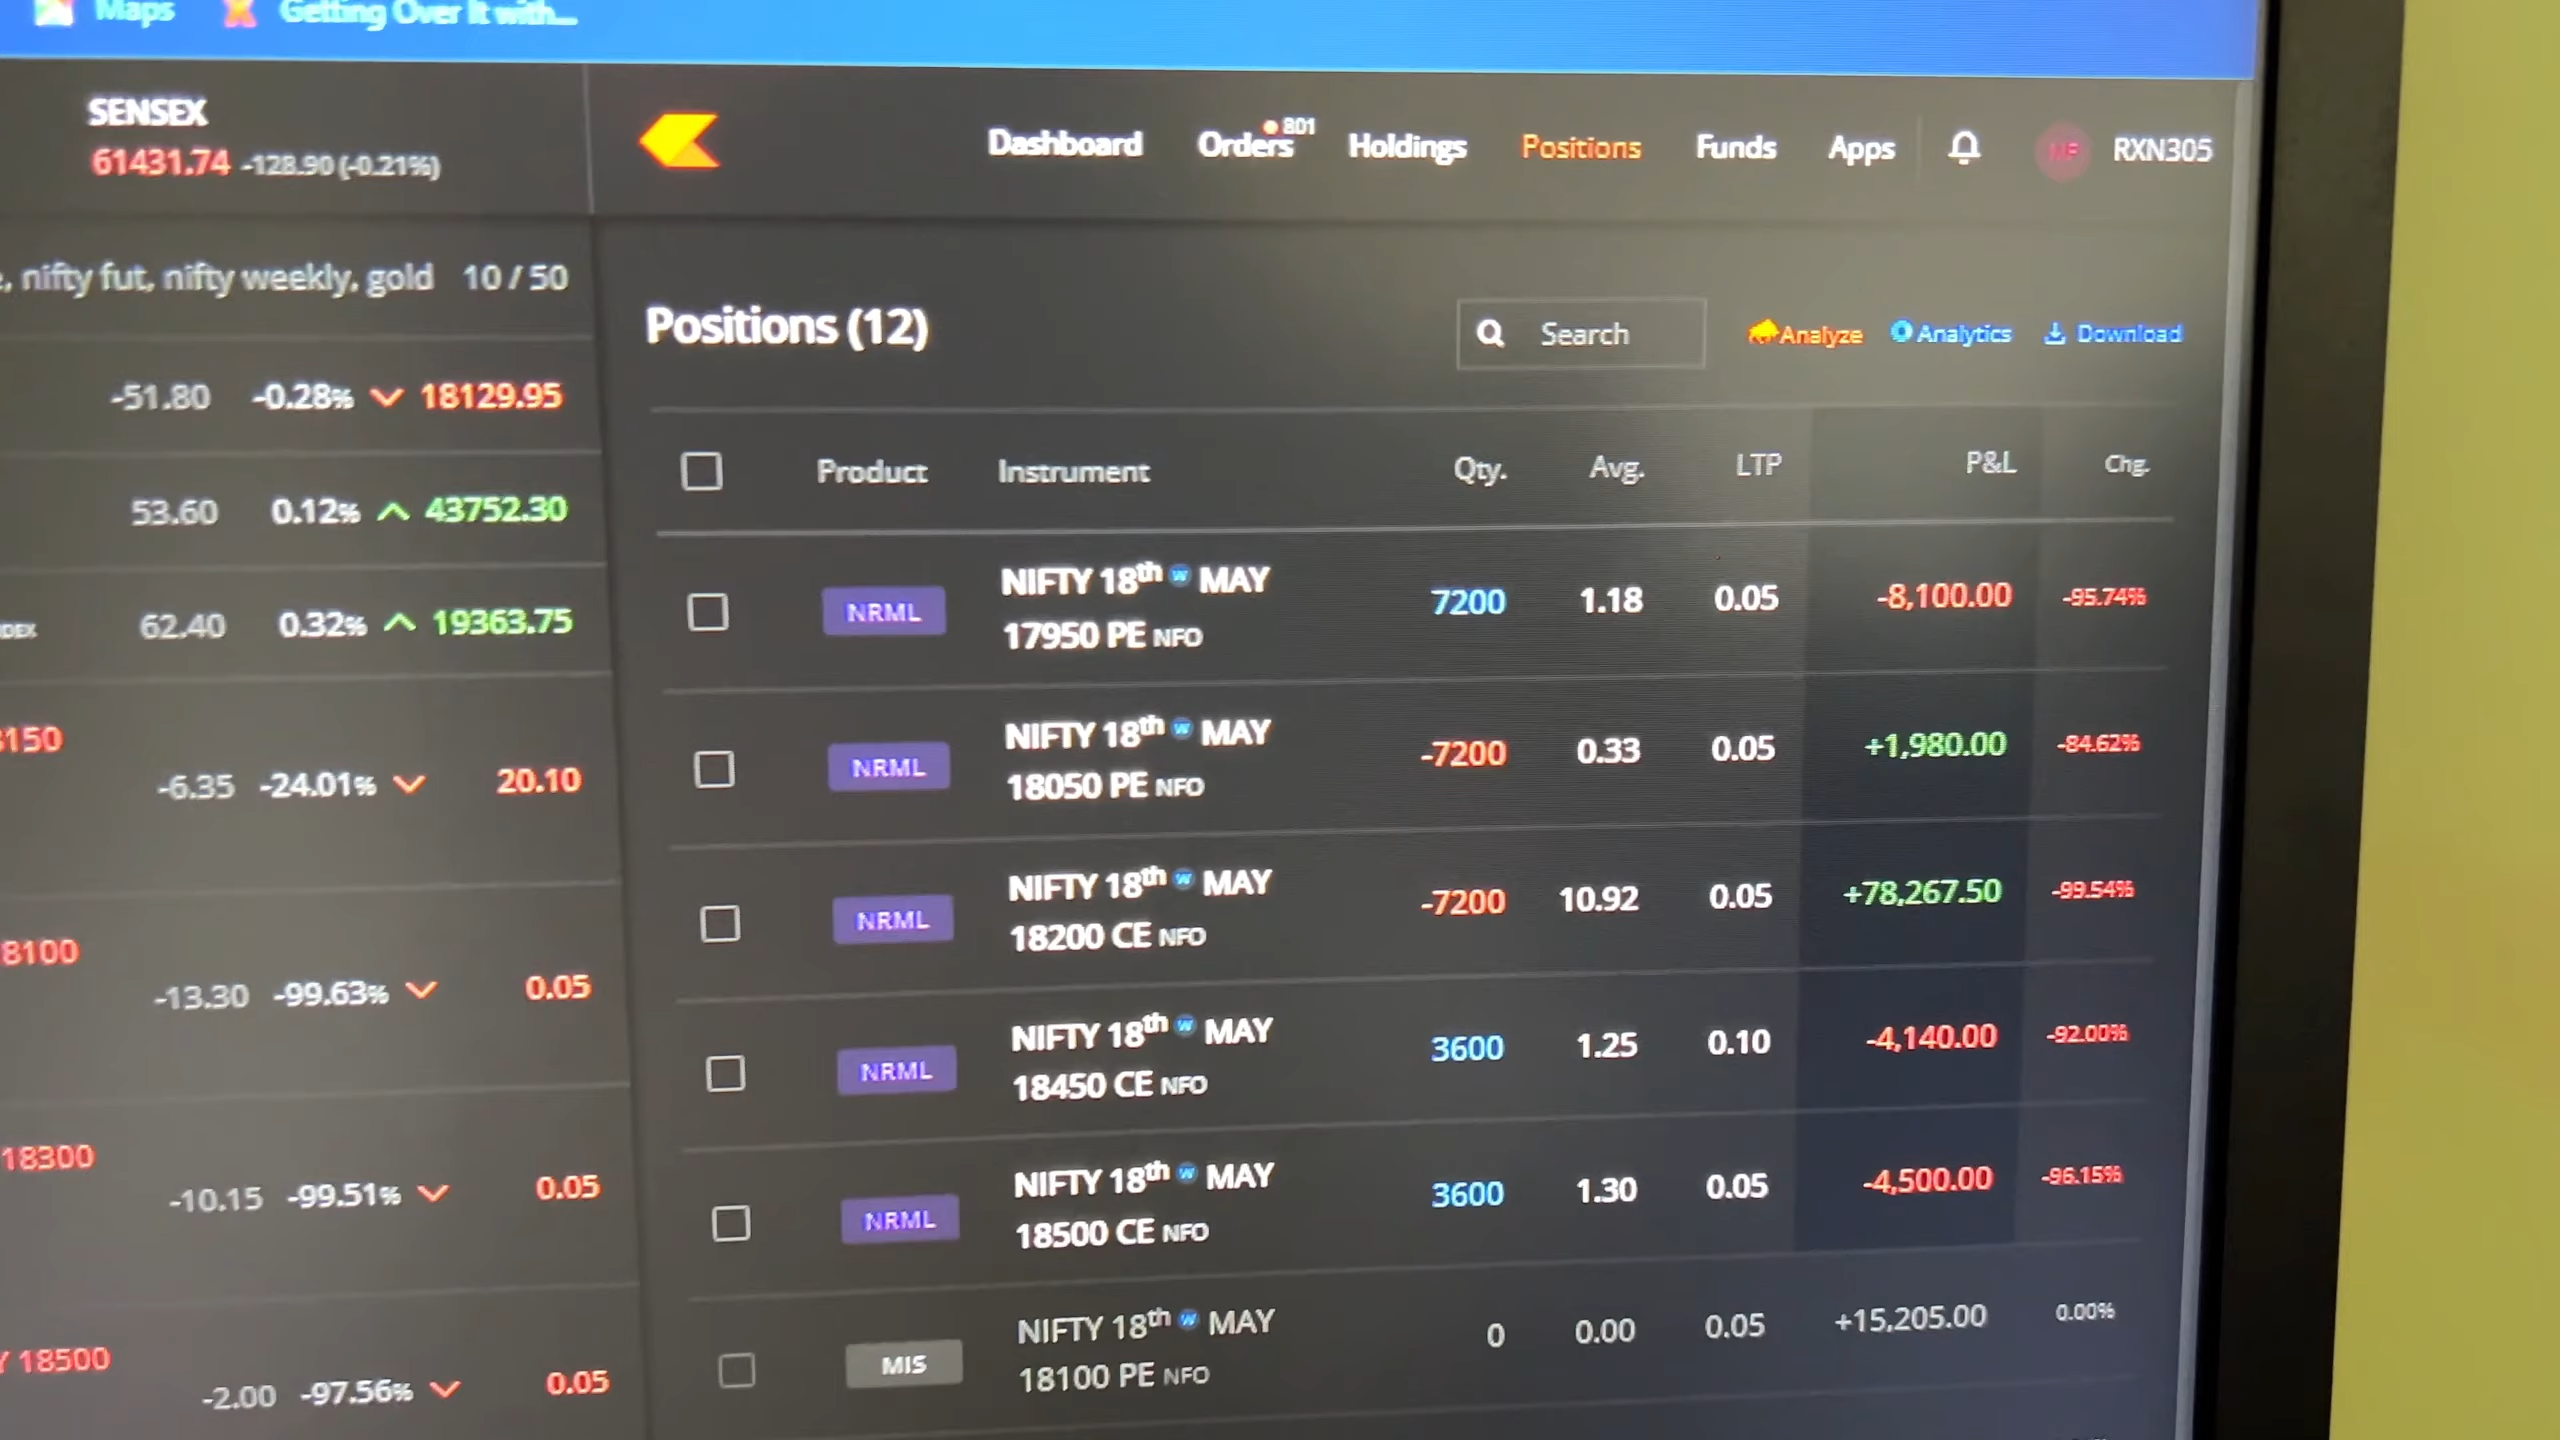 Maps Getting Over It with...
SENSEX
61431.74 -128.90 (-0.21%)
Dashboard Orders 801 Holdings Positions Funds Apps RXN305
, nifty fut, nifty weekly, gold 10 / 50
-51.80 -0.28% 18129.95
53.60 0.12% 43752.30
62.40 0.32% 19363.75
-6.35 -24.01% 20.10
-13.30 -99.63% 0.05
18300
-10.15 -99.51% 0.05
18500
-2.00 -97.56% 0.05
Positions (12)
Search Analyze Analytics Download
Product Instrument Qty. Avg. LTP P&L Chg.
NRML NIFTY 18th w MAY 7200 1.18 0.05 -8,100.00 -95.74%
17950 PE NFO
NRML NIFTY 18th w MAY -7200 0.33 0.05 +1,980.00 -84.62%
18050 PE NFO
NRML NIFTY 18th w MAY -7200 10.92 0.05 +78,267.50 -99.54%
18200 CE NFO
NRML NIFTY 18th w MAY 3600 1.25 0.10 -4,140.00 -92.00%
18450 CE NFO
NRML NIFTY 18th w MAY 3600 1.30 0.05 -4,500.00 -96.15%
18500 CE NFO
MIS NIFTY 18th w MAY 0 0.00 0.05 +15,205.00 0.00%
18100 PE NFO